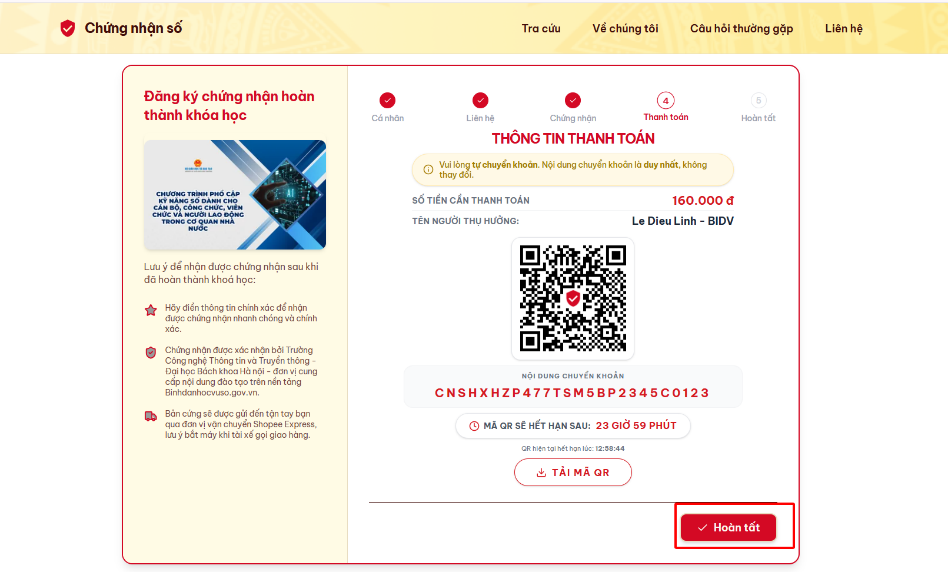 Chứng nhận số
Tra cứu
Về chúng tôi
Câu hỏi thường gặp
Liên hệ
Đăng ký chứng nhận hoàn
thành khóa học
CHƯƠNG TRÌNH PHỔ CẬP
KỸ NĂNG SỐ DÀNH CHO
CÁN BỘ, CÔNG CHỨC, VIÊN
CHỨC VÀ NGƯỜI LAO ĐỘNG
TRONG CƠ QUAN NHÀ
NƯỚC
AI
Lưu ý để nhận được chứng nhận sau khi
đã hoàn thành khoá học:
Hãy điền thông tin chính xác để nhận
được chứng nhận nhanh chóng và chính
xác.
Chứng nhận được xác nhận bởi Trường
Công nghệ Thông tin và Truyền thông -
Đại học Bách khoa Hà Nội - đơn vị cung
cấp nội dung đào tạo trên nền tảng
Binhdanhocvuso.gov.vn.
Bản cứng sẽ được gửi đến tận tay bạn
qua đơn vị vận chuyển Shopee Express,
lưu ý bắt máy khi tài xế gọi giao hàng.
4
5
Cá nhân
Liên hệ
Chứng nhận
Thanh toán
Hoàn tất
THÔNG TIN THANH TOÁN
Vui lòng tự chuyển khoản. Nội dung chuyển khoản là duy nhất, không
thay đổi.
SỐ TIỀN CẦN THANH TOÁN
160.000 đ
TÊN NGƯỜI THỤ HƯỞNG:
Le Dieu Linh - BIDV
NỘI DUNG CHUYỂN KHOẢN
CNSHXHZP477TSM5BP2345C0123
MÃ QR SẼ HẾT HẠN SAU: 23 GIỜ 59 PHÚT
QR hiện tại hết hạn lúc: 12:58:44
TẢI MÃ QR
Hoàn tất